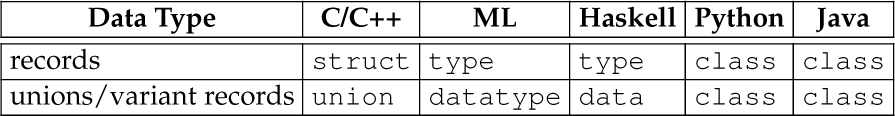 Data Type C/C++ ML Haskell Python Java
records struct type type class class
unions/variant records union datatype data class class